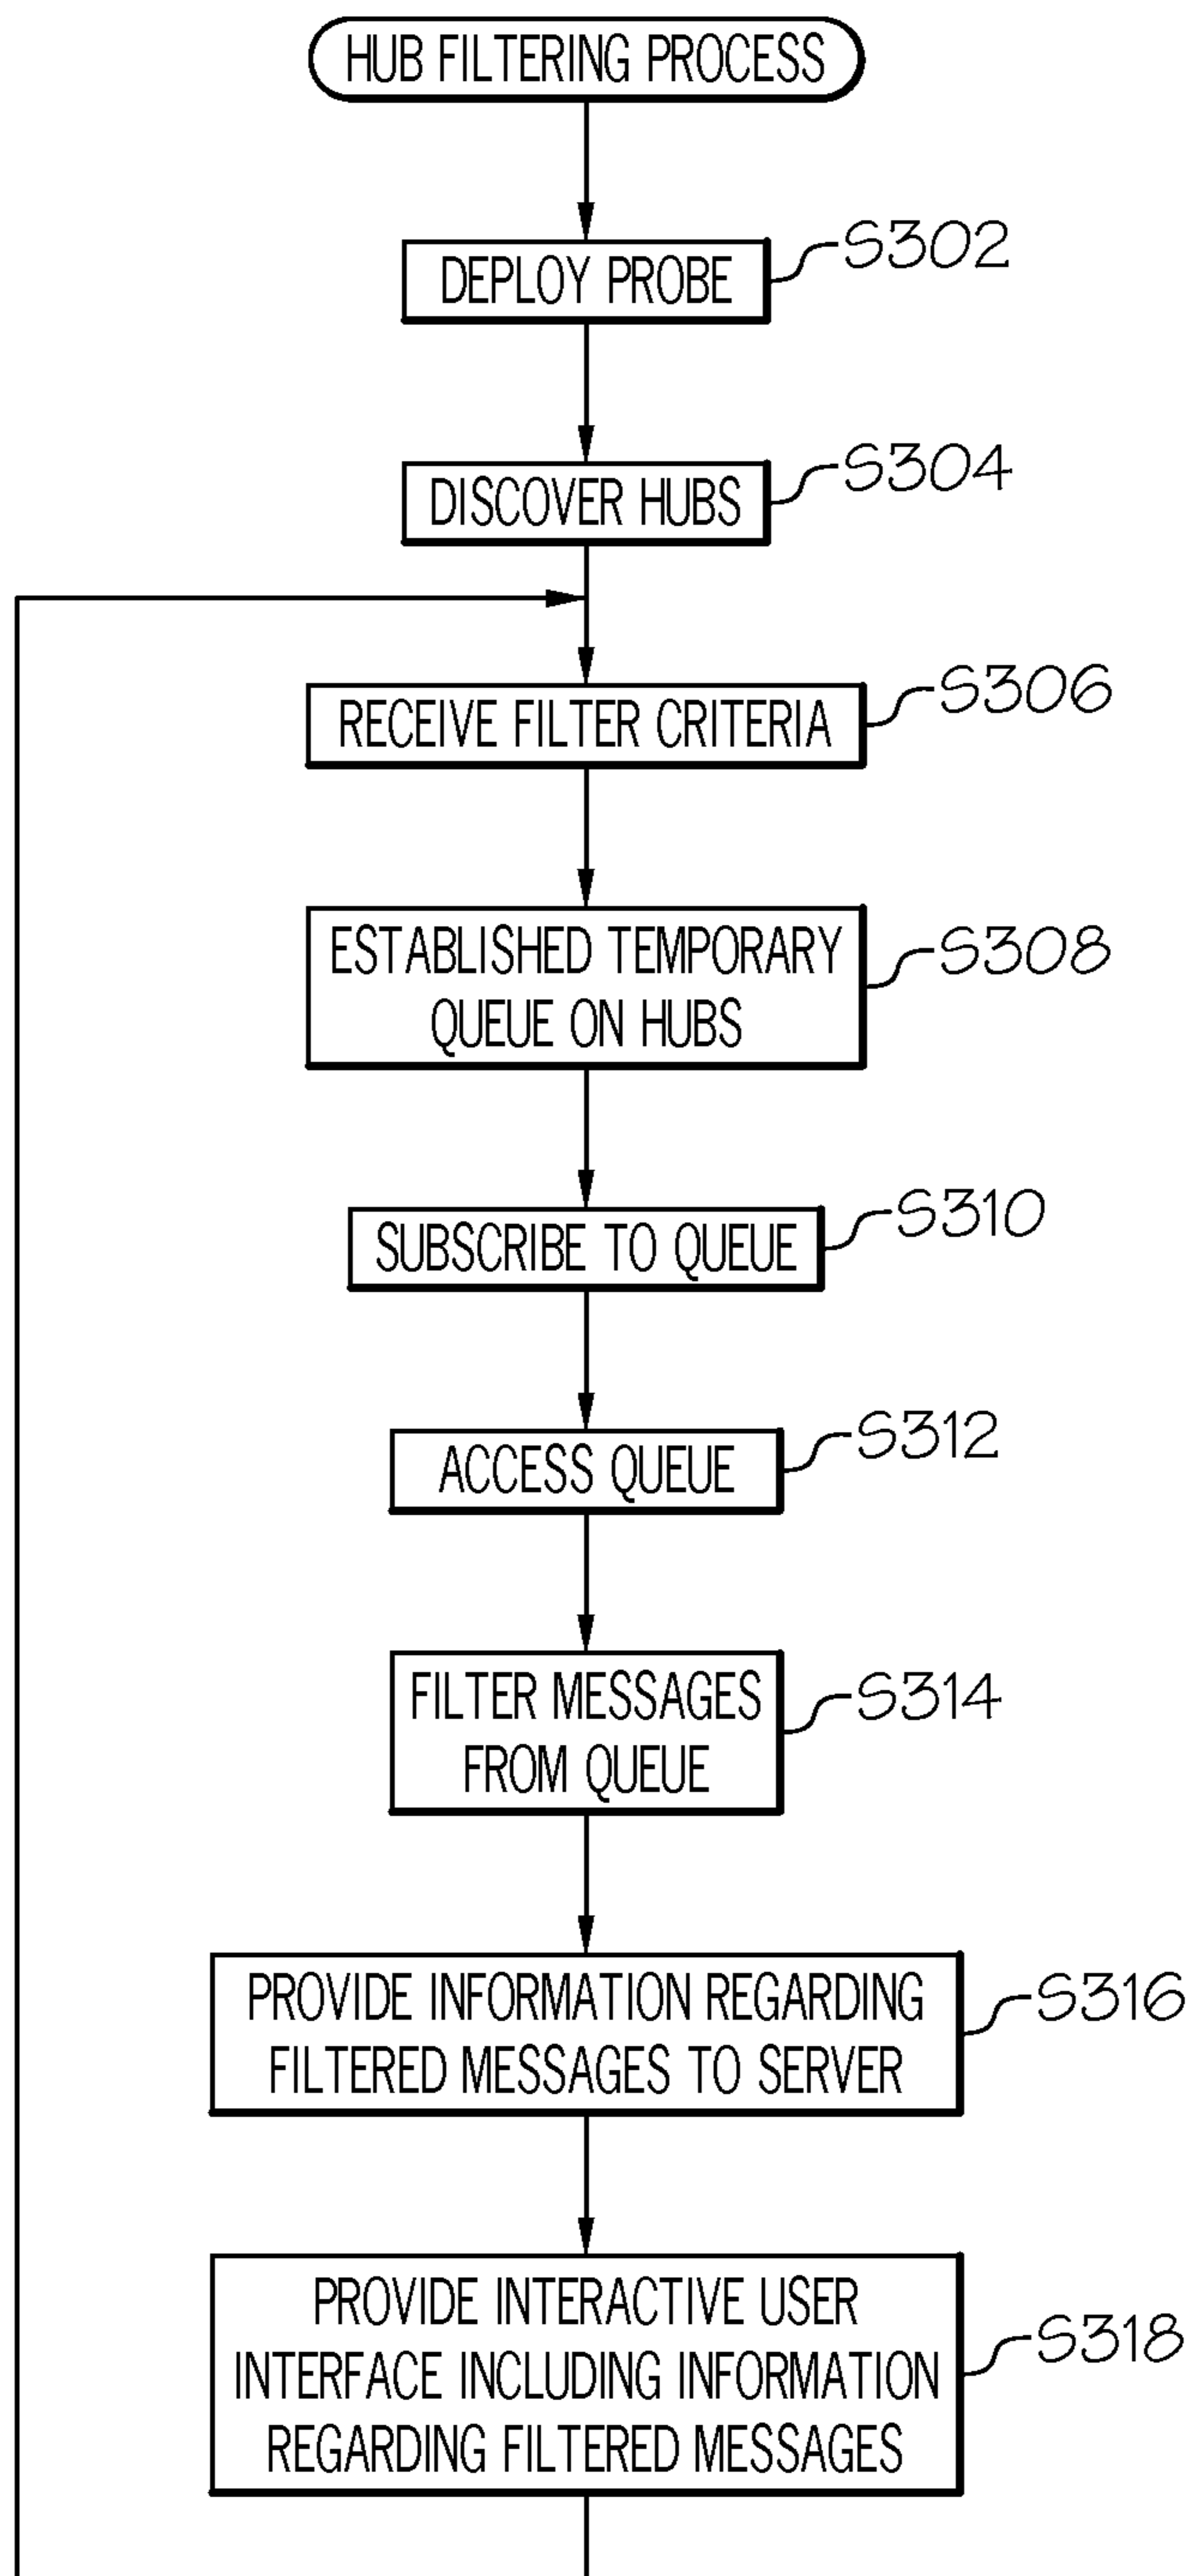 HUB FILTERING PROCESS
DEPLOY PROBE
S302
DISCOVER HUBS
S304
RECEIVE FILTER CRITERIA
S306
ESTABLISHED TEMPORARY
QUEUE ON HUBS
S308
SUBSCRIBE TO QUEUE
S310
ACCESS QUEUE
S312
FILTER MESSAGES
FROM QUEUE
S314
PROVIDE INFORMATION REGARDING
FILTERED MESSAGES TO SERVER
S316
PROVIDE INTERACTIVE USER
INTERFACE INCLUDING INFORMATION
REGARDING FILTERED MESSAGES
S318